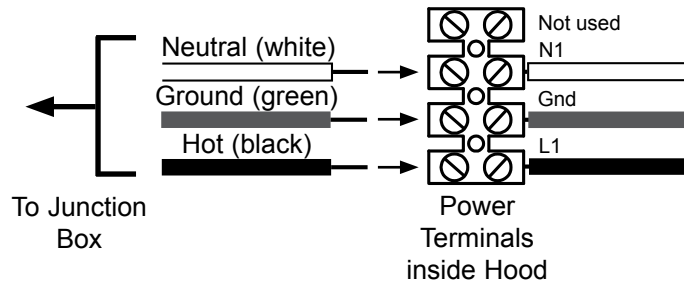 Not used
Neutral (white)
N1
Ground (green)
Gnd
Hot (black)
L1
To Junction
Box
Power
Terminals
inside Hood